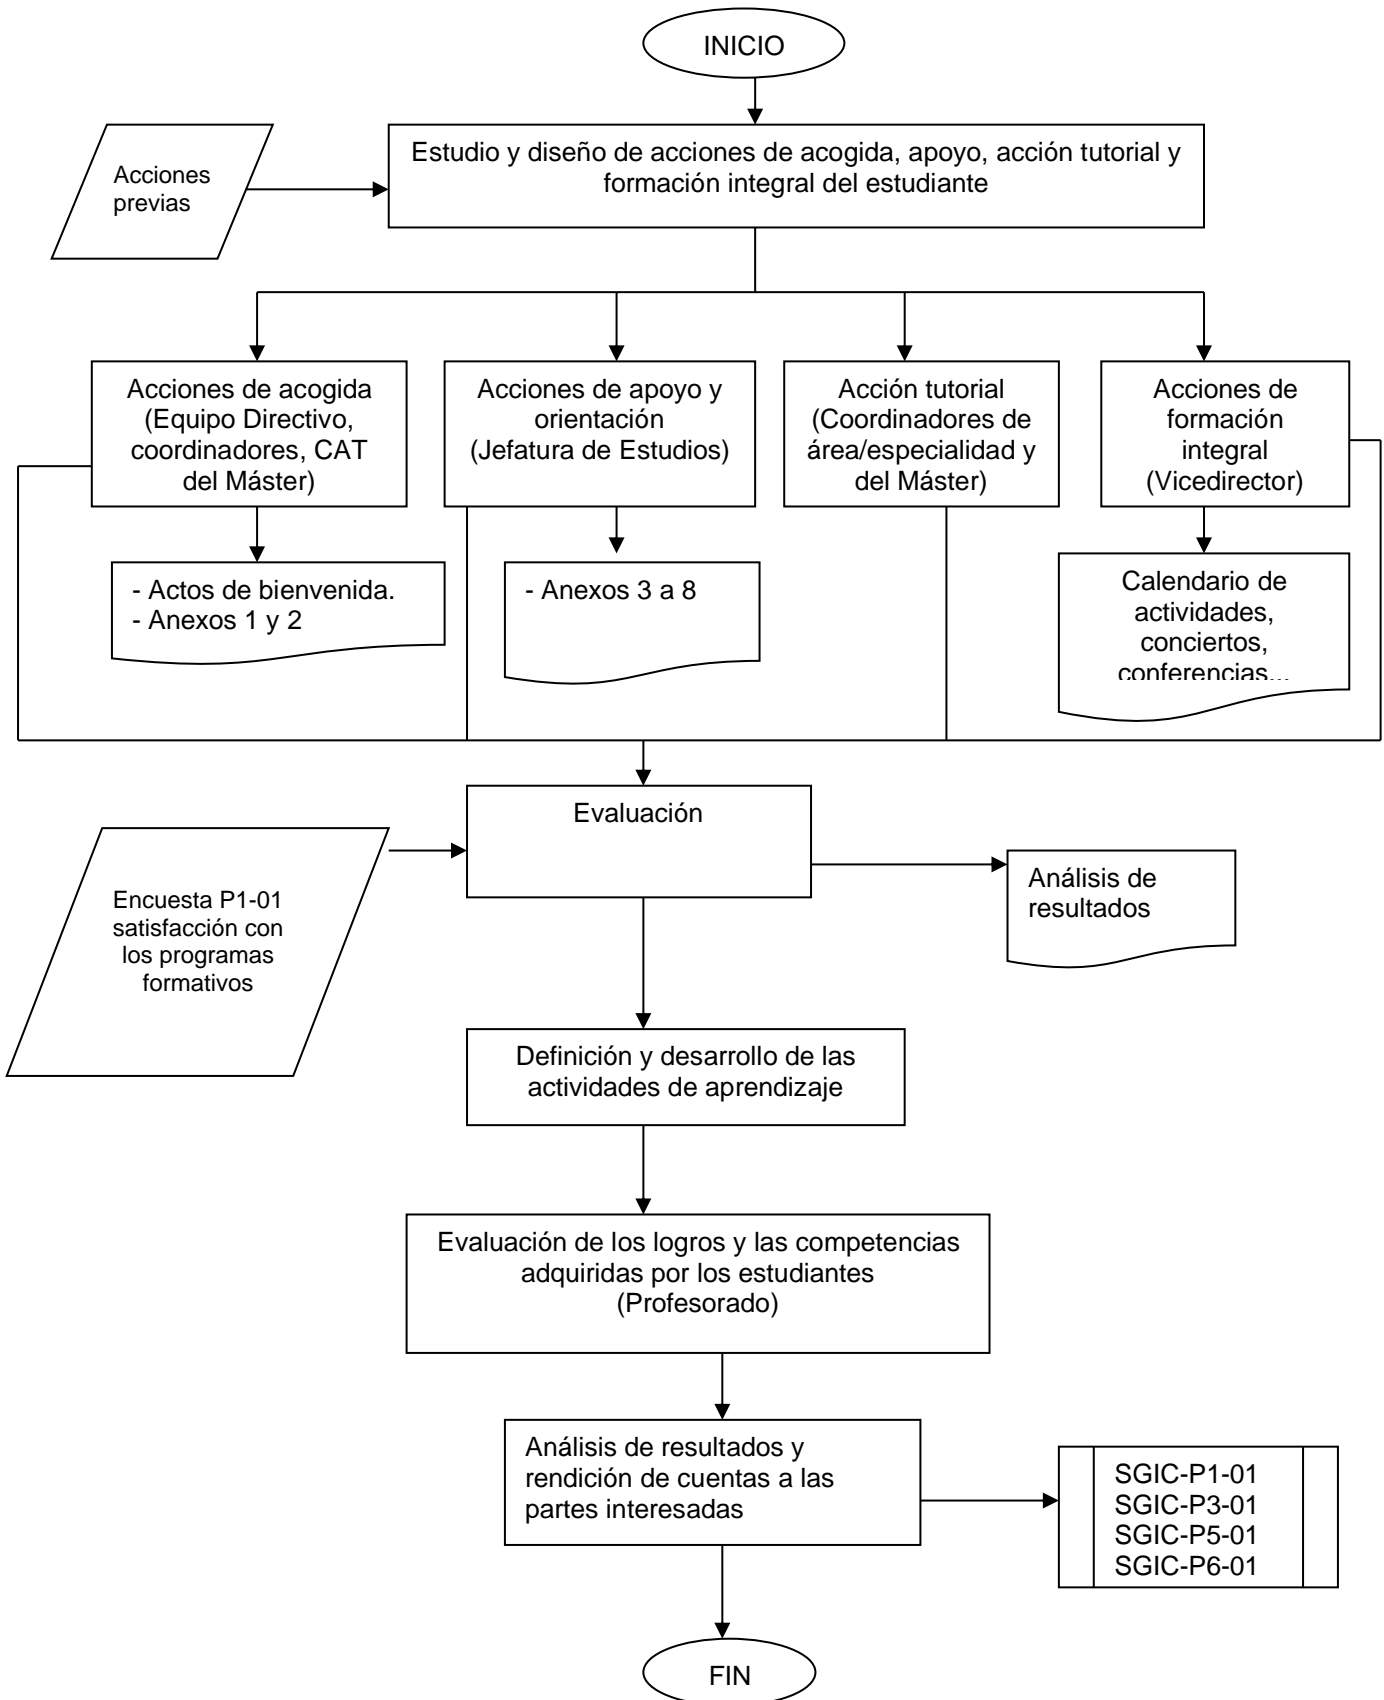 INICIO
Acciones
previas
Estudio y diseño de acciones de acogida, apoyo, acción tutorial y
formación integral del estudiante
Acciones de acogida
(Equipo Directivo,
coordinadores, CAT
del Máster)
Acciones de apoyo y
orientación
(Jefatura de Estudios)
Acción tutorial
(Coordinadores de
área/especialidad y
del Máster)
Acciones de
formación
integral
(Vicedirector)
- Actos de bienvenida.
- Anexos 1 y 2
- Anexos 3 a 8
Calendario de
actividades,
conciertos,
conferencias...
Evaluación
Encuesta P1-01
satisfacción con
los programas
formativos
Análisis de
resultados
Definición y desarrollo de las
actividades de aprendizaje
Evaluación de los logros y las competencias
adquiridas por los estudiantes
(Profesorado)
Análisis de resultados y
rendición de cuentas a las
partes interesadas
SGIC-P1-01
SGIC-P3-01
SGIC-P5-01
SGIC-P6-01
FIN